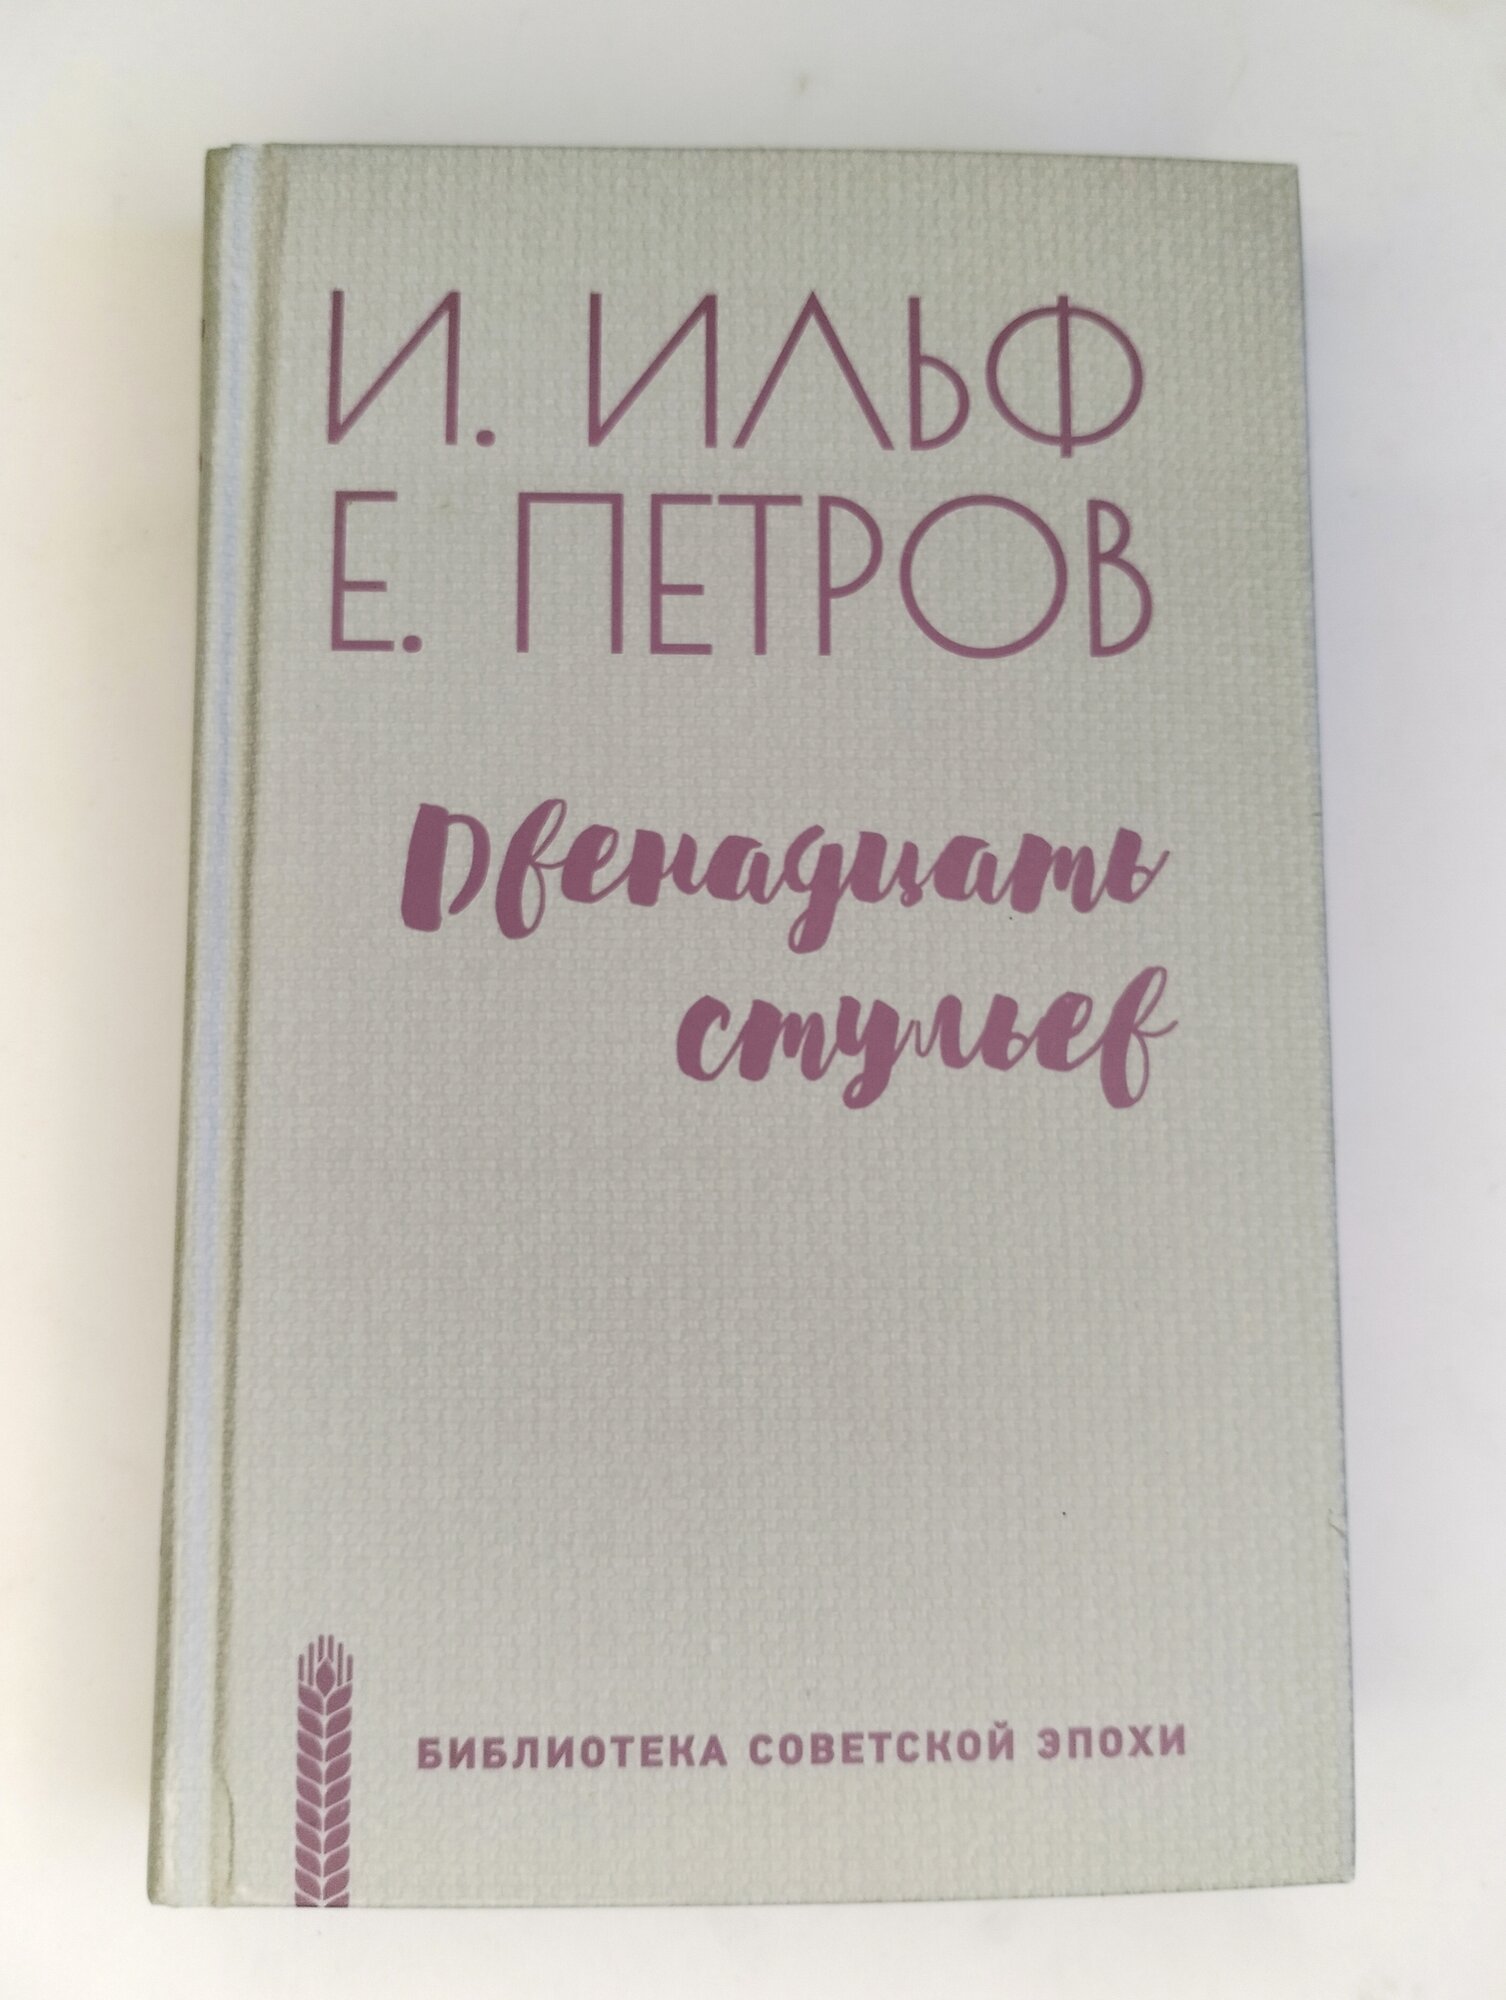 И. ИЛЬФ
Е. ПЕТРОВ
Двенадцать
стульев
БИБЛИОТЕКА СОВЕТСКОЙ ЭПОХИ